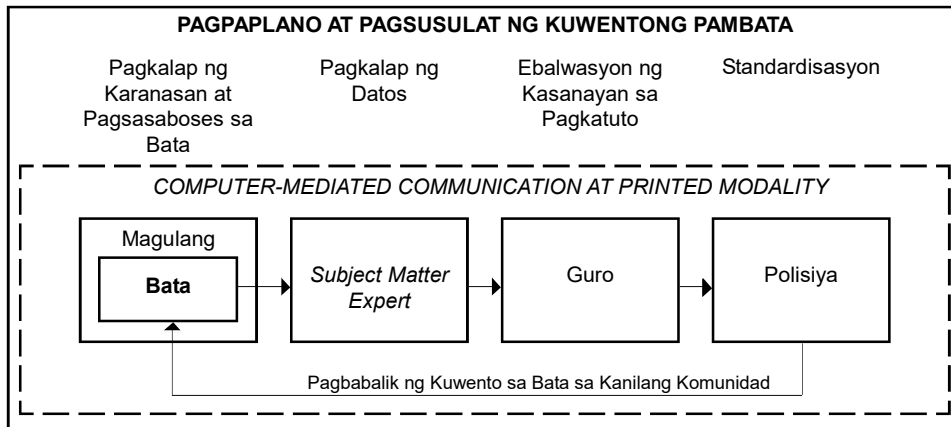 PAGPAPLANO AT PAGSUSULAT NG KUWENTONG PAMBATA
Pagkalap ng
Karanasan at
Pagsasaboses sa
Bata
Pagkalap ng
Datos
Ebalwasyon ng
Kasanayan sa
Pagkatuto
Standardisasyon
COMPUTER-MEDIATED COMMUNICATION AT PRINTED MODALITY
Magulang
Bata
Subject Matter
Expert
Guro
Polisiya
Pagbabalik ng Kuwento sa Bata sa Kanilang Komunidad